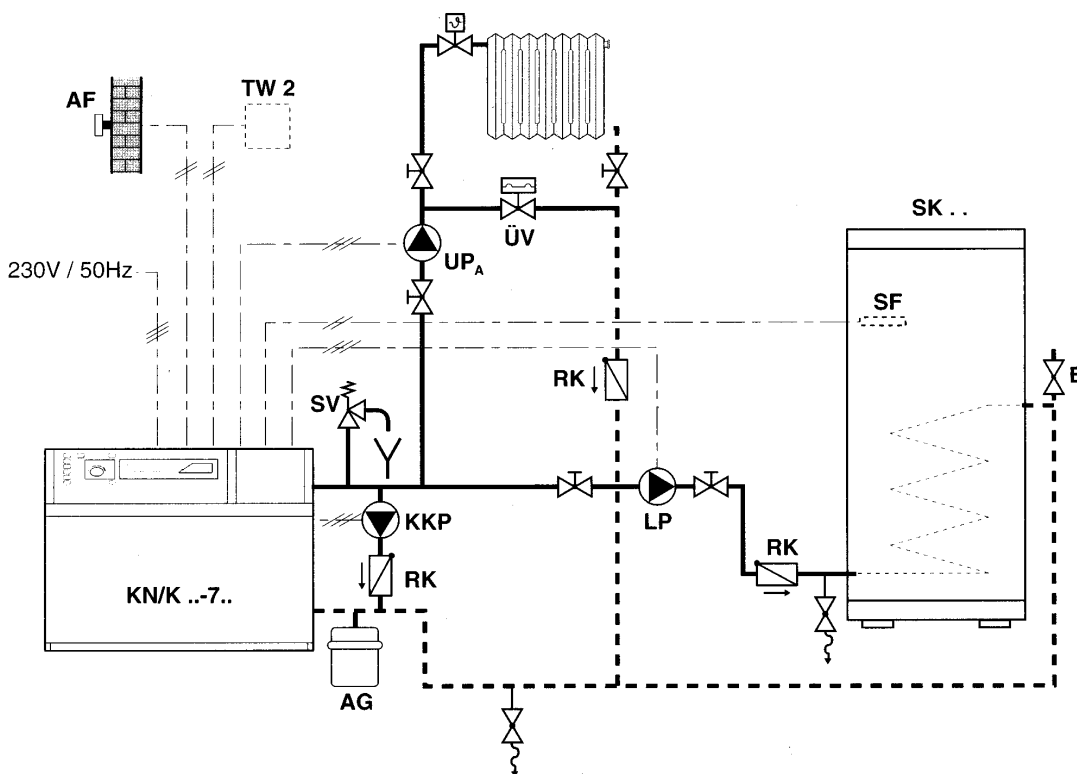 AF
TW 2
ϑ
ÜV
SK . .
UPA
230V / 50Hz
SF
RK
E
SV
KKP
LP
RK
RK
KN/K ..-7..
AG